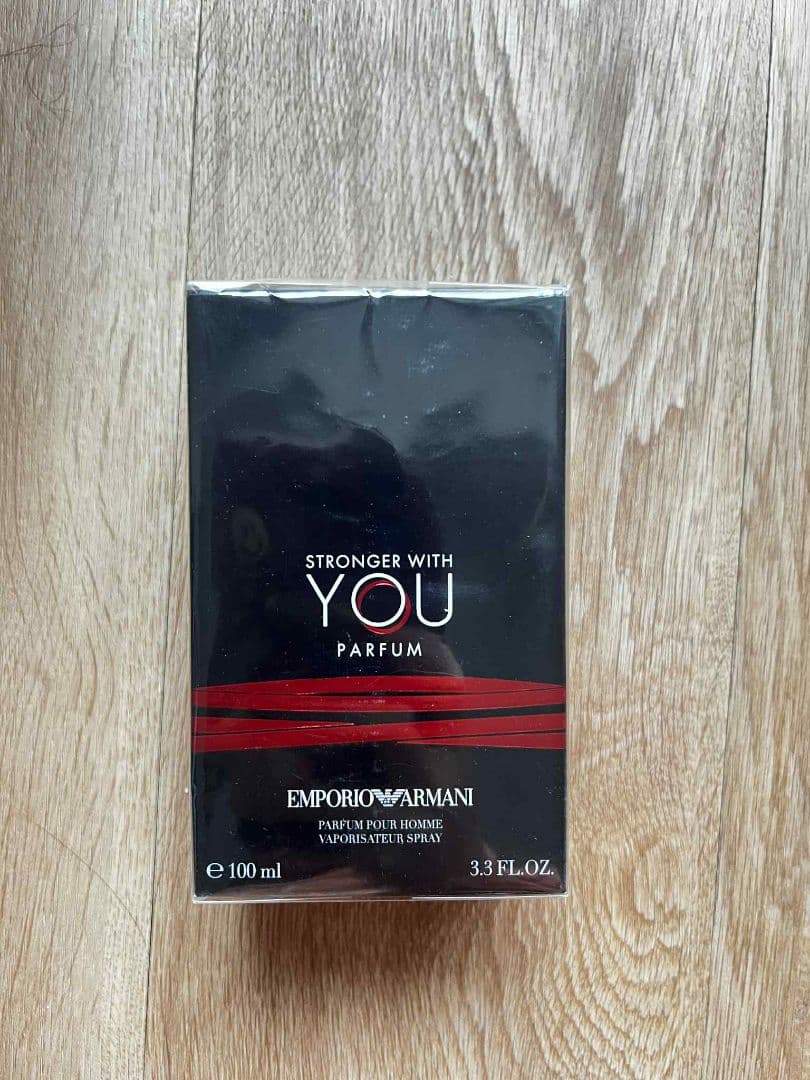 STRONGER WITH
YOU
PARFUM
EMPORIO ARMANI
PARFUM POUR HOMME
VAPORISATEUR SPRAY
℮ 100 ml
3.3 FL.OZ.